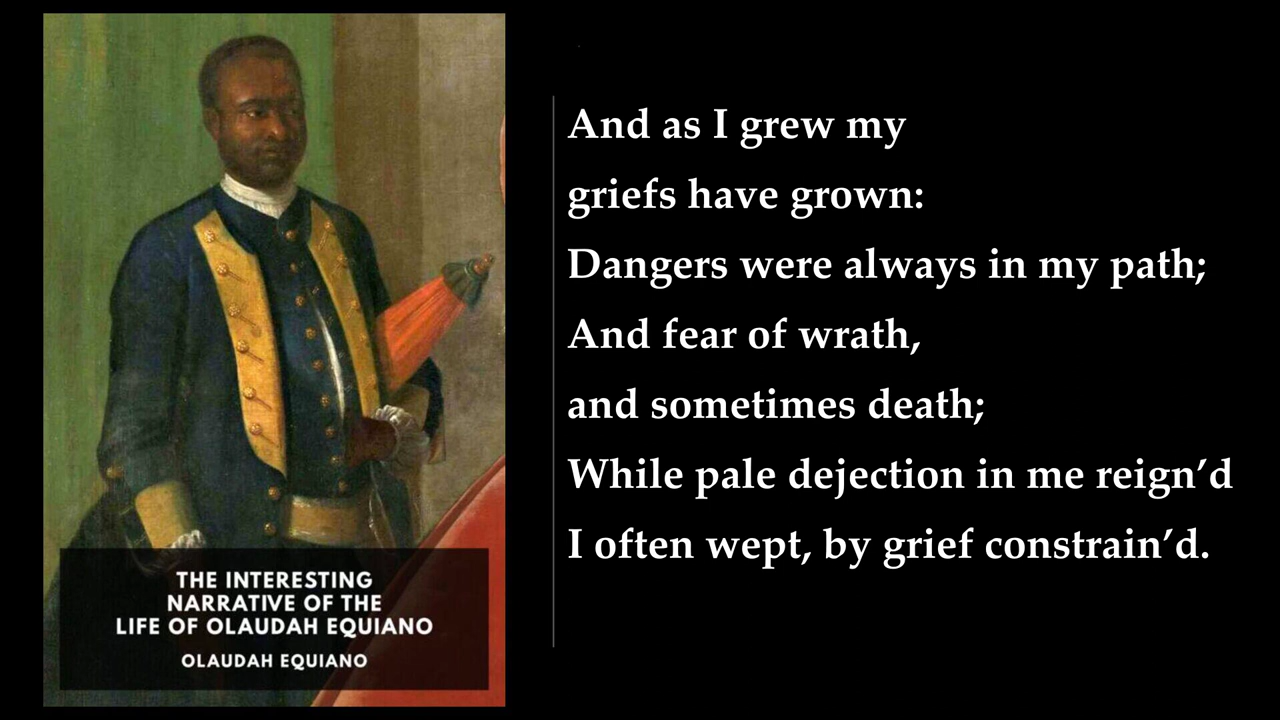 And as I grew my
griefs have grown:
Dangers were always in my path;
And fear of wrath,
and sometimes death;
While pale dejection in me reign’d
I often wept, by grief constrain’d.
THE INTERESTING
NARRATIVE OF THE
LIFE OF OLAUDAH EQUIANO
OLAUDAH EQUIANO